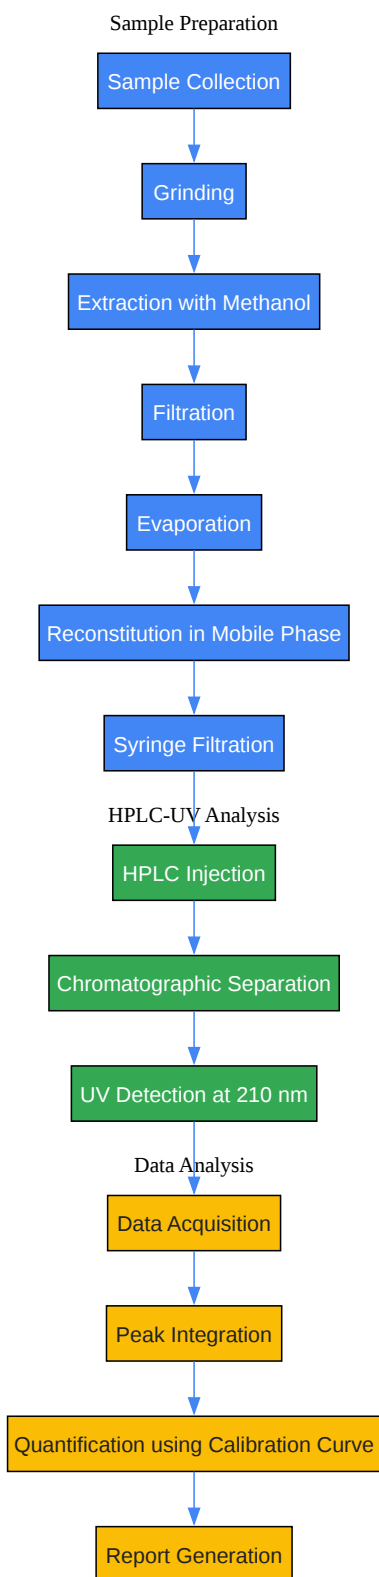 Sample Preparation
Sample Collection
Grinding
Extraction with Methanol
Filtration
Evaporation
Reconstitution in Mobile Phase
Syringe Filtration
HPLC-UV Analysis
HPLC Injection
Chromatographic Separation
UV Detection at 210 nm
Data Analysis
Data Acquisition
Peak Integration
Quantification using Calibration Curve
Report Generation